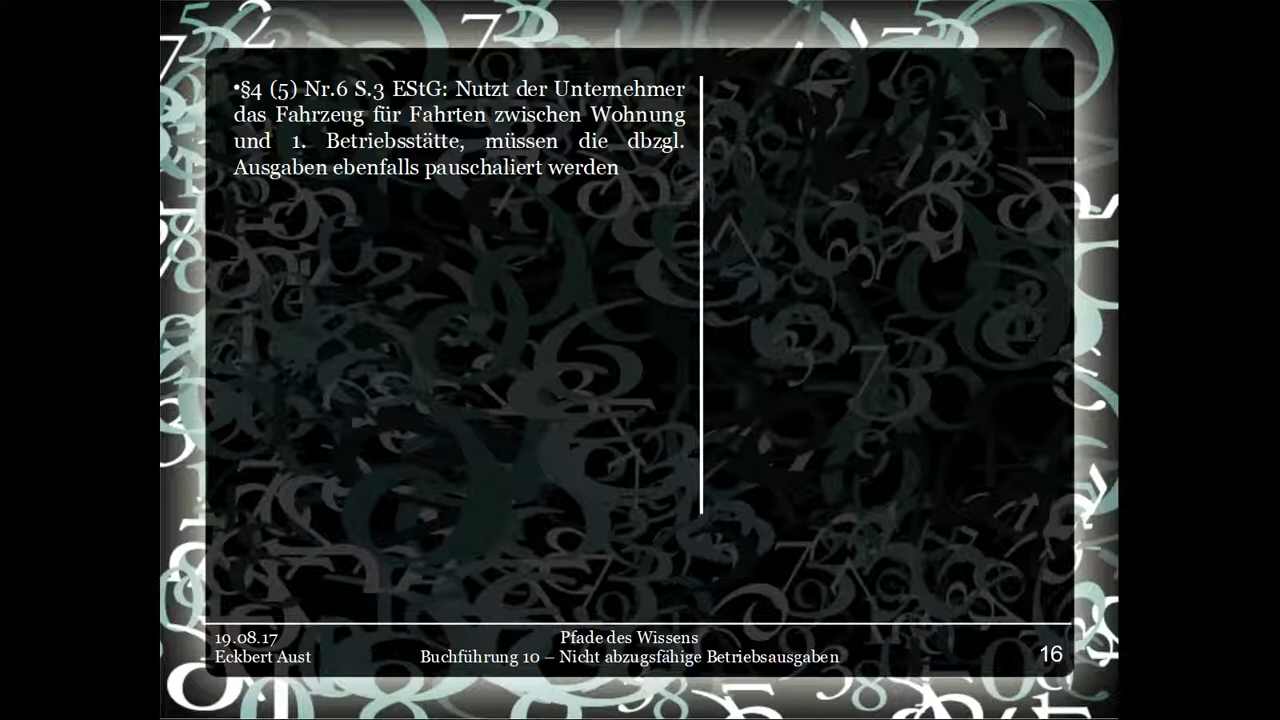 •§4 (5) Nr.6 S.3 EStG: Nutzt der Unternehmer
das Fahrzeug für Fahrten zwischen Wohnung
und 1. Betriebsstätte, müssen die dbzgl.
Ausgaben ebenfalls pauschaliert werden
19.08.17
Eckbert Aust
Pfade des Wissens
Buchführung 10 – Nicht abzugsfähige Betriebsausgaben
16